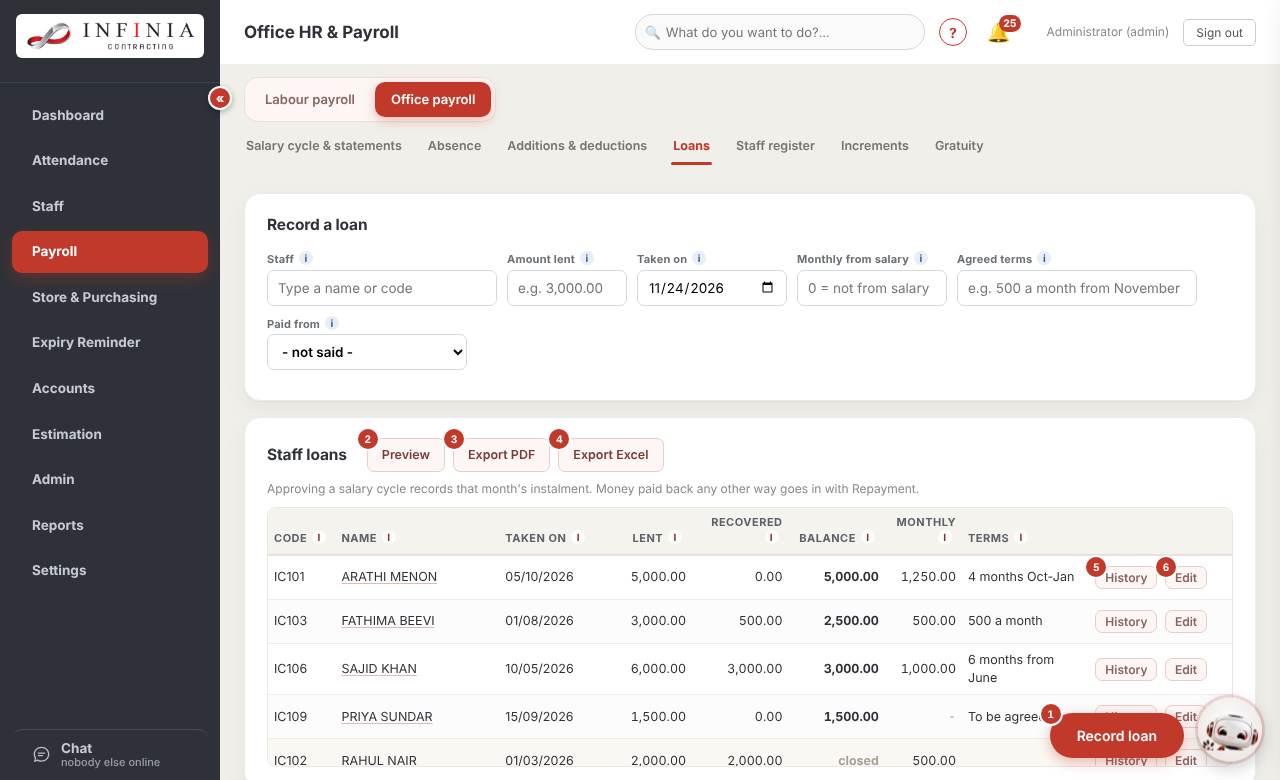 INFINIA
CONTRACTING
Office HR & Payroll
What do you want to do?...
?
25
Administrator (admin)
Sign out
«
Dashboard
Attendance
Staff
Payroll
Store & Purchasing
Expiry Reminder
Accounts
Estimation
Admin
Reports
Settings
Chat
nobody else online
Labour payroll
Office payroll
Salary cycle & statements
Absence
Additions & deductions
Loans
Staff register
Increments
Gratuity
Record a loan
Staff i
Amount lent i
Taken on i
Monthly from salary i
Agreed terms i
Type a name or code
e.g. 3,000.00
11/24/2026
0 = not from salary
e.g. 500 a month from November
Paid from i
- not said -
Staff loans
2 Preview
3 Export PDF
4 Export Excel
Approving a salary cycle records that month's instalment. Money paid back any other way goes in with Repayment.
CODE I NAME I TAKEN ON I LENT I RECOVERED I BALANCE I MONTHLY I TERMS I
IC101 ARATHI MENON 05/10/2026 5,000.00 0.00 5,000.00 1,250.00 4 months Oct-Jan 5 History 6 Edit
IC103 FATHIMA BEEVI 01/08/2026 3,000.00 500.00 2,500.00 500.00 500 a month History Edit
IC106 SAJID KHAN 10/05/2026 6,000.00 3,000.00 3,000.00 1,000.00 6 months from June History Edit
IC109 PRIYA SUNDAR 15/09/2026 1,500.00 0.00 1,500.00 -
IC102 RAHUL NAIR 01/03/2026 2,000.00 2,000.00 closed 500.00 History Edit
1 Record loan